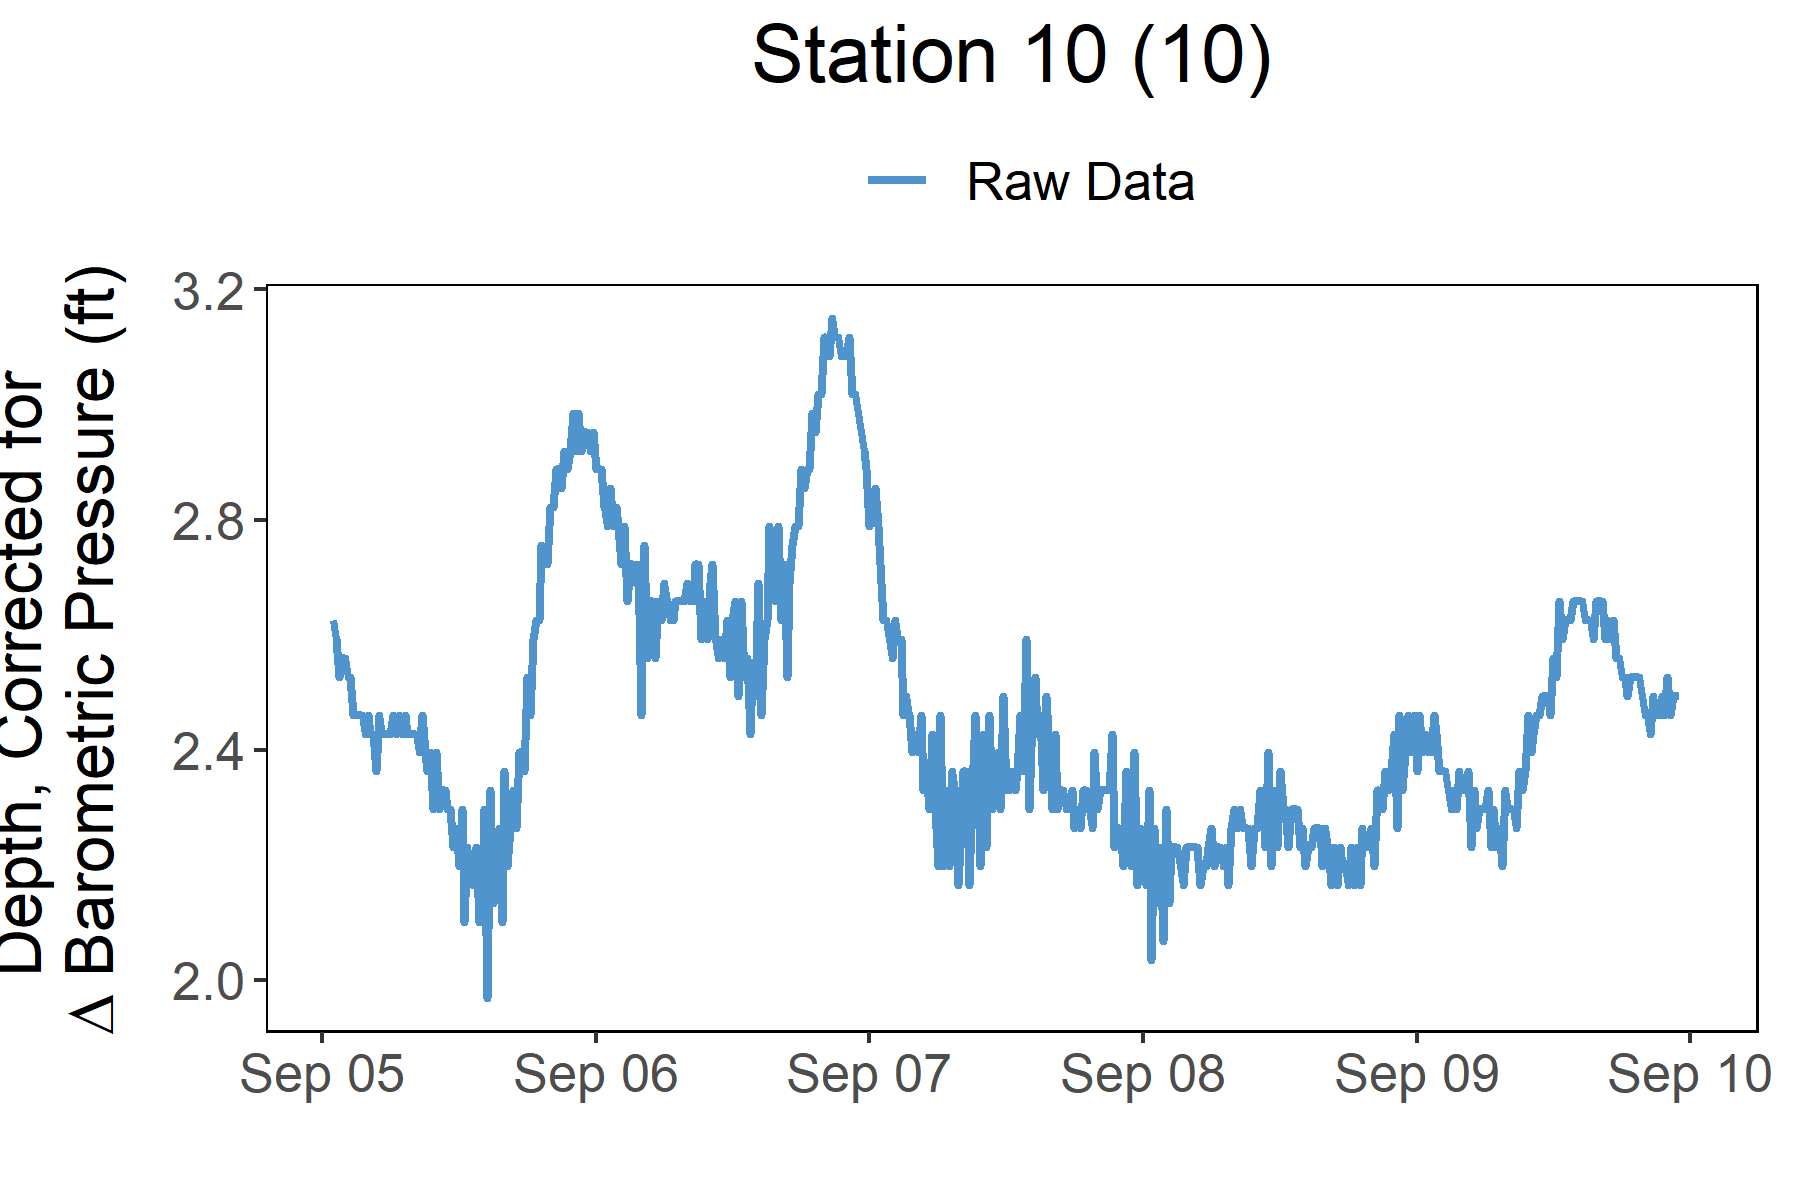 Station 10 (10)
Raw Data
Depth, Corrected for
Δ Barometric Pressure (ft)
3.2
2.8
2.4
2.0
Sep 05 Sep 06 Sep 07 Sep 08 Sep 09 Sep 10